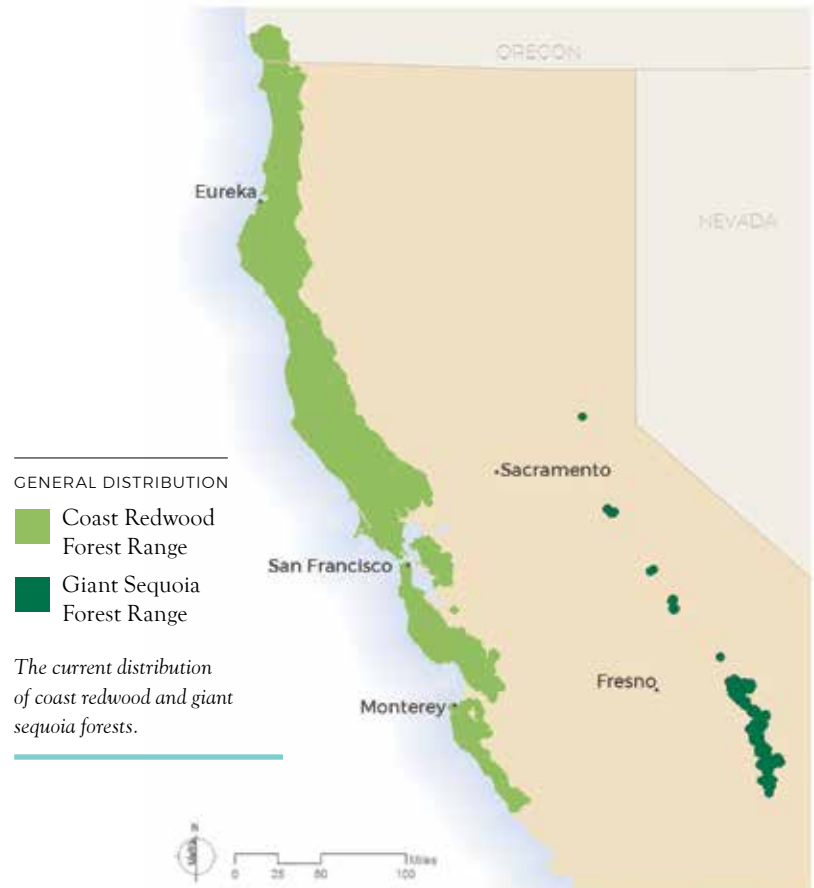 OREGON
Eureka
NEVADA
Sacramento
GENERAL DISTRIBUTION
Coast Redwood
Forest Range
San Francisco
Giant Sequoia
Forest Range
The current distribution
of coast redwood and giant
sequoia forests.
Fresno
Monterey
Miles
0 25 50 100